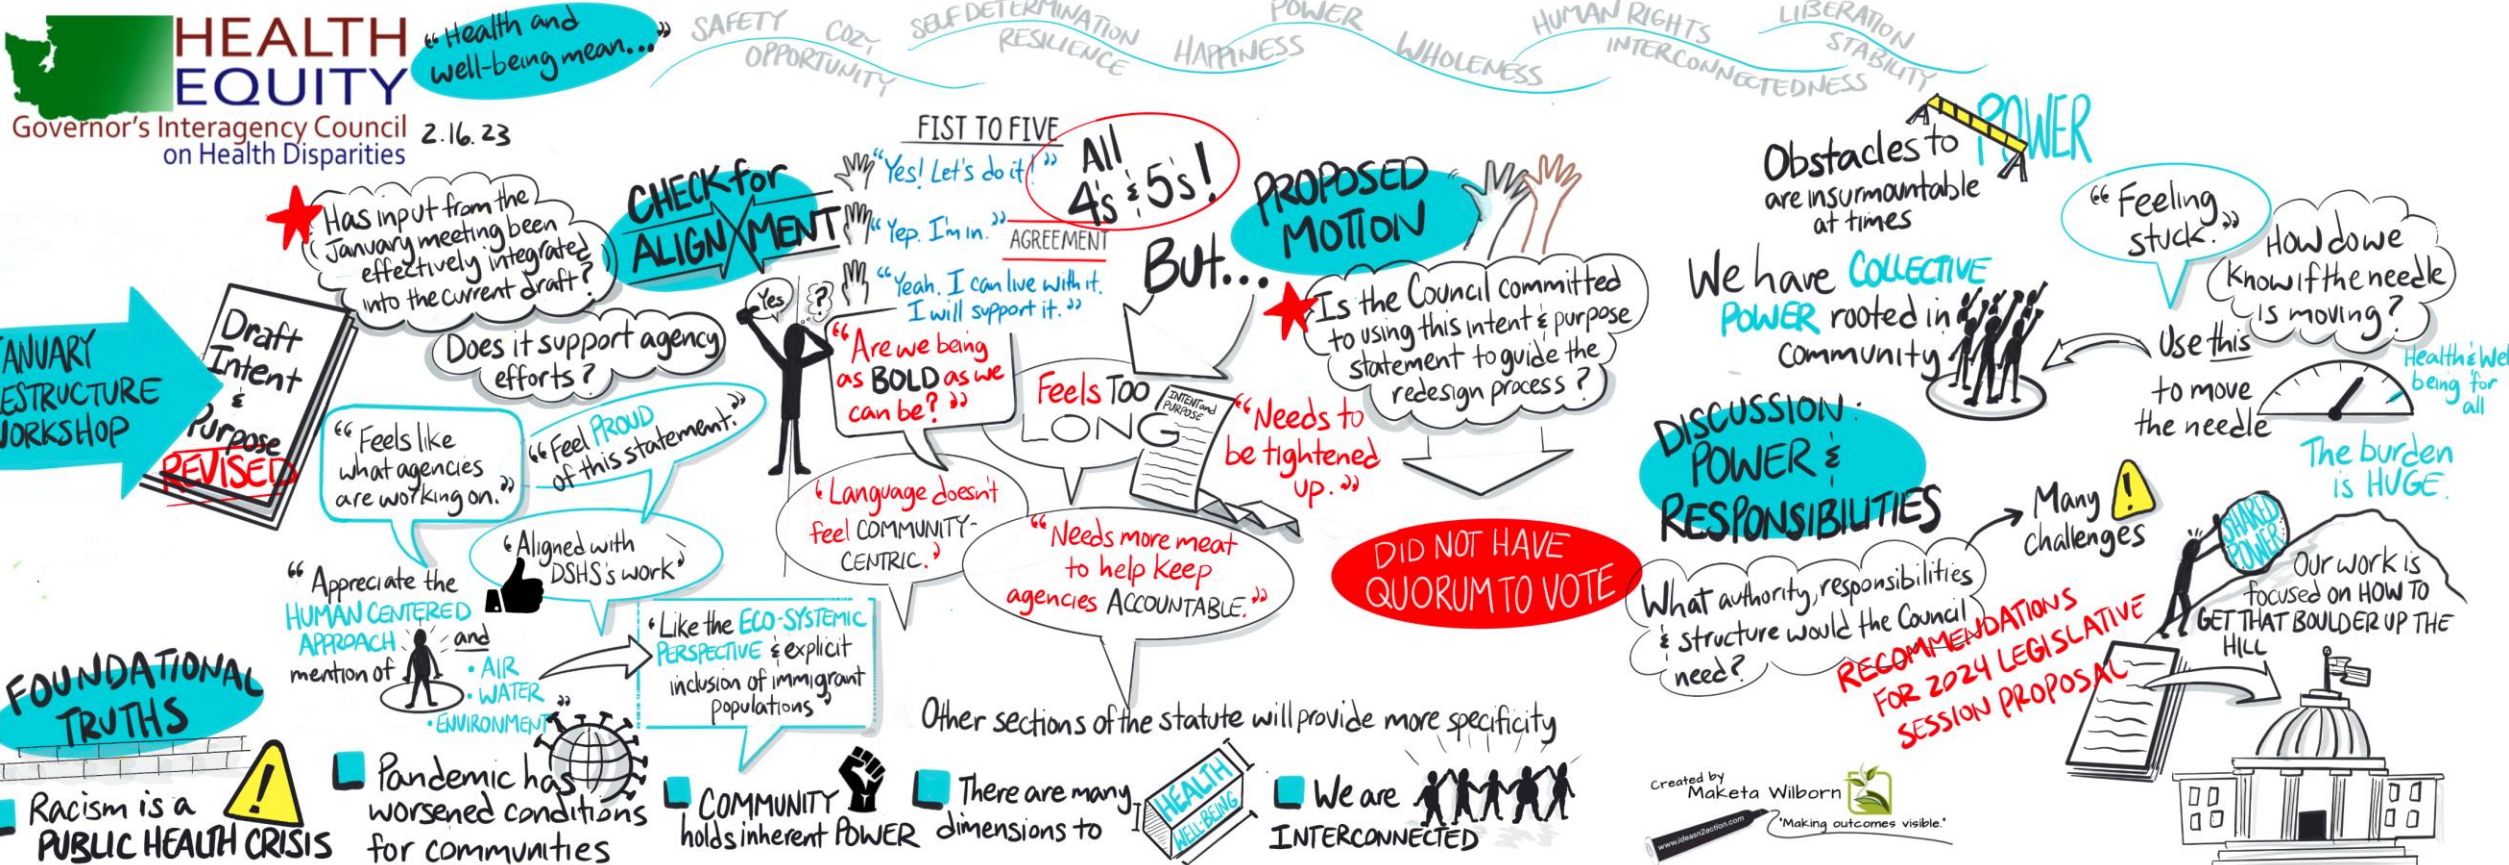 HEALTH
EQUITY
Governor's Interagency Council
on Health Disparities
2.16.23
"Health and
well-being mean..."
SAFETY
OPPORTUNITY
COZY
SELF DETERMINATION
RESILIENCE
HAPPINESS
POWER
WHOLENESS
HUMAN RIGHTS
INTERCONNECTEDNESS
LIBERATION
STABILITY
ANUARY
ESTRUCTURE
WORKSHOP
Draft
Intent
&
Purpose
REVISED
Has input from the
January meeting been
effectively integrated
into the current draft?
Does it support agency
efforts?
"Feels like
what agencies
are working on."
"Feel PROUD
of this statement."
'Aligned with
DSHS's work'
"Appreciate the
HUMAN CENTERED
APPROACH and
mention of
• AIR
• WATER
• ENVIRONMENT"
'Like the ECO-SYSTEMIC
PERSPECTIVE & explicit
inclusion of immigrant
populations'
CHECK for
ALIGNMENT
FIST TO FIVE
"Yes! Let's do it!"
"Yep. I'm in."
AGREEMENT
"Yeah. I can live with it.
I will support it."
All
4's & 5's!
But...
Yes
?
"Are we being
as BOLD as we
can be?"
Feels TOO
LONG
INTENT and
PURPOSE
"Needs to
be tightened
up."
'Language doesn't
feel COMMUNITY-
CENTRIC.'
"Needs more meat
to help keep
agencies ACCOUNTABLE."
Other sections of the statute will provide more specificity
PROPOSED
MOTION
Is the Council committed
to using this intent & purpose
statement to guide the
redesign process?
DID NOT HAVE
QUORUM TO VOTE
POWER
Obstacles to
are insurmountable
at times
We have COLLECTIVE
POWER rooted in
community
"Feeling
stuck."
How do we
know if the needle
is moving?
Use this
to move
the needle
Health & Well
being for
all
The burden
is HUGE.
DISCUSSION:
POWER &
RESPONSIBILITIES
Many
challenges
What authority, responsibilities
& structure would the Council
need?
RECOMMENDATIONS
FOR 2024 LEGISLATIVE
SESSION PROPOSAL
SHARED
POWER
Our work is
focused on HOW TO
GET THAT BOULDER UP THE
HILL
FOUNDATIONAL
TRUTHS
Racism is a
PUBLIC HEALTH CRISIS
Pandemic has
worsened conditions
for communities
COMMUNITY
holds inherent POWER
There are many
dimensions to
HEALTH
WELL-BEING
We are
INTERCONNECTED
Created by
Maketa Wilborn
"Making outcomes visible."
www.ideasn2action.com